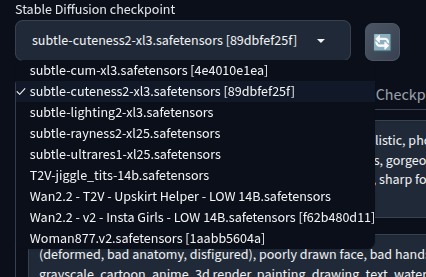 Stable Diffusion checkpoint
subtle-cuteness2-xl3.safetensors [89dbfef25f]
subtle-cum-xl3.safetensors [4e4010e1ea]
✓ subtle-cuteness2-xl3.safetensors [89dbfef25f]
subtle-lighting2-xl3.safetensors
subtle-rayness2-xl25.safetensors
subtle-ultrares1-xl25.safetensors
T2V-jiggle_tits-14b.safetensors
Wan2.2 - T2V - Upskirt Helper - LOW 14B.safetensors
Wan2.2 - v2 - Insta Girls - LOW 14B.safetensors [f62b480d11]
Woman877.v2.safetensors [1aabb5604a]
Checkp
listic, pho
s, gorgeo
sharp fo
(deformed, bad anatomy, disfigured), poorly drawn face, bad hand
grayscale, cartoon, anime, 3d render, painting, drawing, text, water